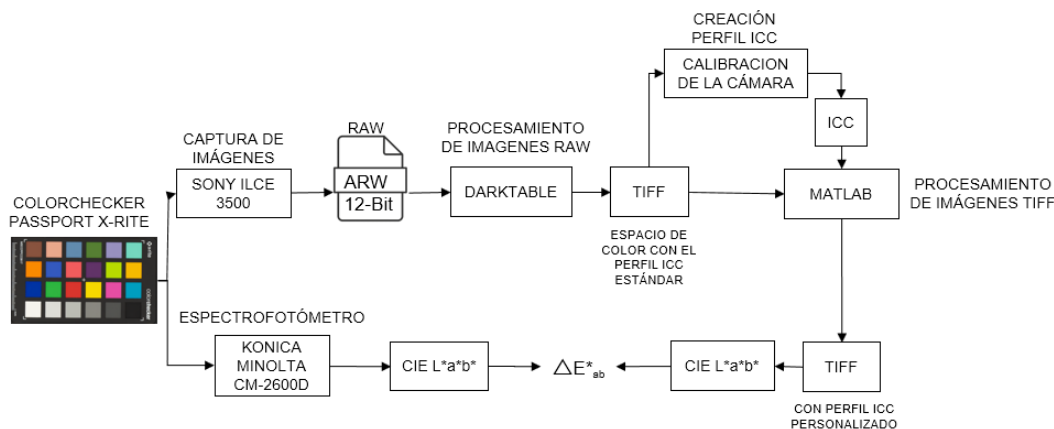 CREACIÓN
PERFIL ICC
CALIBRACION
DE LA CÁMARA
ICC
CAPTURA DE
IMÁGENES
SONY ILCE
3500
RAW
ARW
12-Bit
PROCESAMIENTO
DE IMAGENES RAW
DARKTABLE
TIFF
ESPACIO DE
COLOR CON EL
PERFIL ICC
ESTÁNDAR
MATLAB
PROCESAMIENTO
DE IMÁGENES TIFF
COLORCHECKER
PASSPORT X-RITE
ESPECTROFOTÓMETRO
KONICA
MINOLTA
CM-2600D
CIE L*a*b*
△E*ab
CIE L*a*b*
TIFF
CON PERFIL ICC
PERSONALIZADO